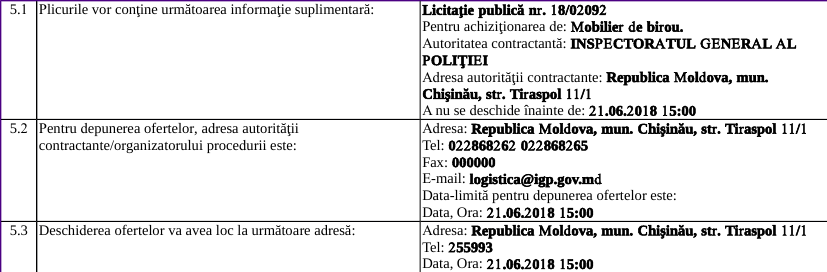 5.1 Plicurile vor conţine următoarea informaţie suplimentară: Licitaţie publică nr. 18/02092
Pentru achiziţionarea de: Mobilier de birou.
Autoritatea contractantă: INSPECTORATUL GENERAL AL
POLIŢIEI
Adresa autorităţii contractante: Republica Moldova, mun.
Chişinău, str. Tiraspol 11/1
A nu se deschide înainte de: 21.06.2018 15:00
5.2 Pentru depunerea ofertelor, adresa autorităţii
contractante/organizatorului procedurii este:
Adresa: Republica Moldova, mun. Chişinău, str. Tiraspol 11/1
Tel: 022868262 022868265
Fax: 000000
E-mail: logistica@igp.gov.md
Data-limită pentru depunerea ofertelor este:
Data, Ora: 21.06.2018 15:00
5.3 Deschiderea ofertelor va avea loc la următoare adresă:
Adresa: Republica Moldova, mun. Chişinău, str. Tiraspol 11/1
Tel: 255993
Data, Ora: 21.06.2018 15:00